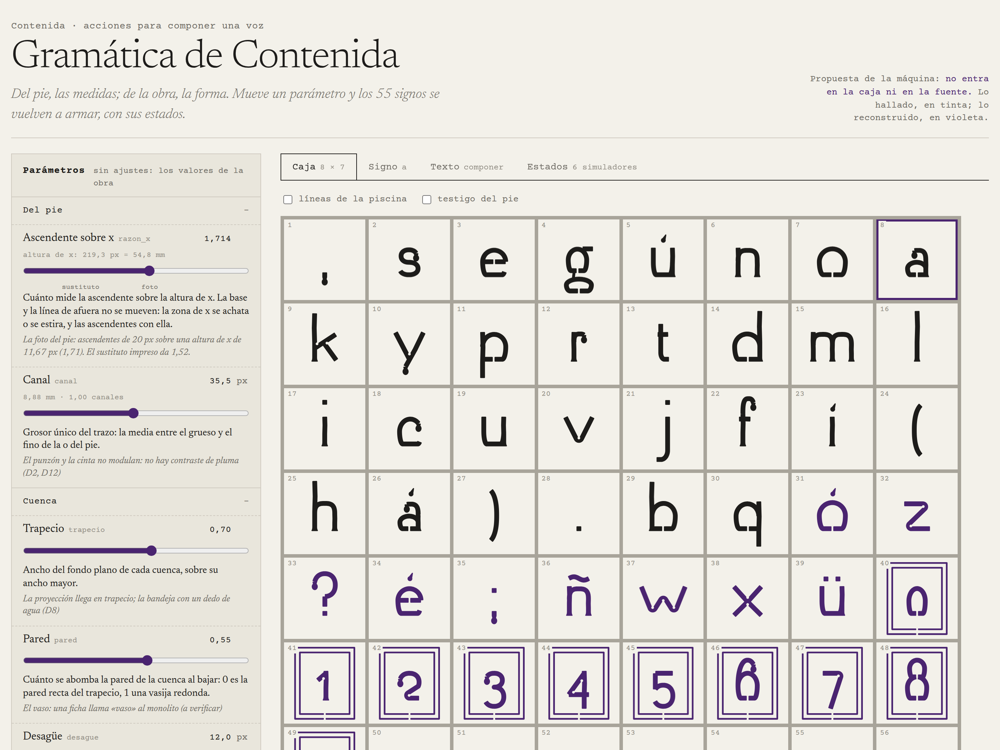 Contenida · acciones para componer una voz
Gramática de Contenida
Del pie, las medidas; de la obra, la forma. Mueve un parámetro y los 55 signos se
vuelven a armar, con sus estados.
Propuesta de la máquina: no entra
en la caja ni en la fuente. Lo
hallado, en tinta; lo
reconstruido, en violeta.
Parámetros sin ajustes: los valores de la
obra
Del pie –
Ascendente sobre x razon_x 1,714
altura de x: 219,3 px = 54,8 mm
sustituto foto
Cuánto mide la ascendente sobre la altura de x. La base
y la línea de afuera no se mueven: la zona de x se achata
o se estira, y las ascendentes con ella.
La foto del pie: ascendentes de 20 px sobre una altura de x de
11,67 px (1,71). El sustituto impreso da 1,52.
Canal canal 35,5 px
8,88 mm · 1,00 canales
Grosor único del trazo: la media entre el grueso y el
fino de la o del pie.
El punzón y la cinta no modulan: no hay contraste de pluma
(D2, D12)
Cuenca –
Trapecio trapecio 0,70
Ancho del fondo plano de cada cuenca, sobre su
ancho mayor.
La proyección llega en trapecio; la bandeja con un dedo de
agua (D8)
Pared pared 0,55
Cuánto se abomba la pared de la cuenca al bajar: 0 es la
pared recta del trapecio, 1 una vasija redonda.
El vaso: una ficha llama «vaso» al monolito (a verificar)
Desagüe desague 12,0 px
Caja 8 × 7 Signo a Texto componer Estados 6 simuladores
líneas de la piscina testigo del pie
1 2 3 4 5 6 7 8
, s e g ú n o a
9 10 11 12 13 14 15 16
k y p r t d m l
17 18 19 20 21 22 23 24
i c u v j f í (
25 26 27 28 29 30 31 32
h á ) . b q ó z
33 34 35 36 37 38 39 40
? é ; ñ w x ü 0
41 42 43 44 45 46 47 48
1 2 3 4 5 6 7 8
49 50 51 52 53 54 55 56